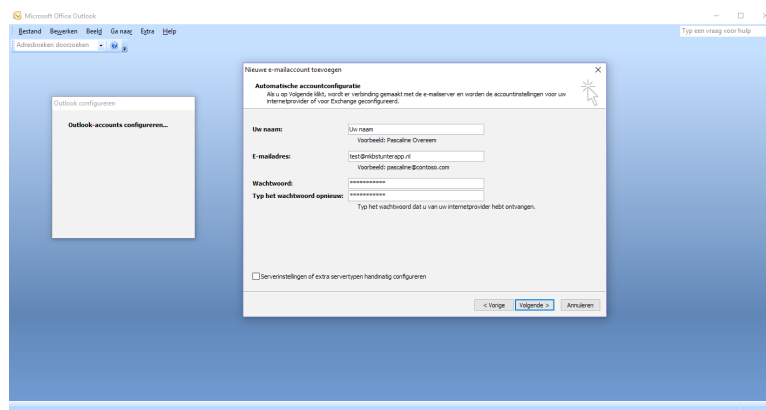 Microsoft Office Outlook
Bestand Bewerken Beeld Ga naar Extra Help
Typ een vraag voor hulp
Adresboeken doorzoeken
Outlook configureren
Outlook-accounts configureren...
Nieuwe e-mailaccount toevoegen
Automatische accountconfiguratie
Als u op Volgende klikt, wordt er verbinding gemaakt met de e-mailserver en worden de accountinstellingen voor uw
internetprovider of voor Exchange geconfigureerd.
Uw naam: Uw naam
Voorbeeld: Pascaline Overeem
E-mailadres: test@mkbstunterapp.nl
Voorbeeld: pascaline@contoso.com
Wachtwoord: ***********
Typ het wachtwoord opnieuw: ***********
Typ het wachtwoord dat u van uw internetprovider hebt ontvangen.
Serverinstellingen of extra servertypen handmatig configureren
< Vorige Volgende > Annuleren